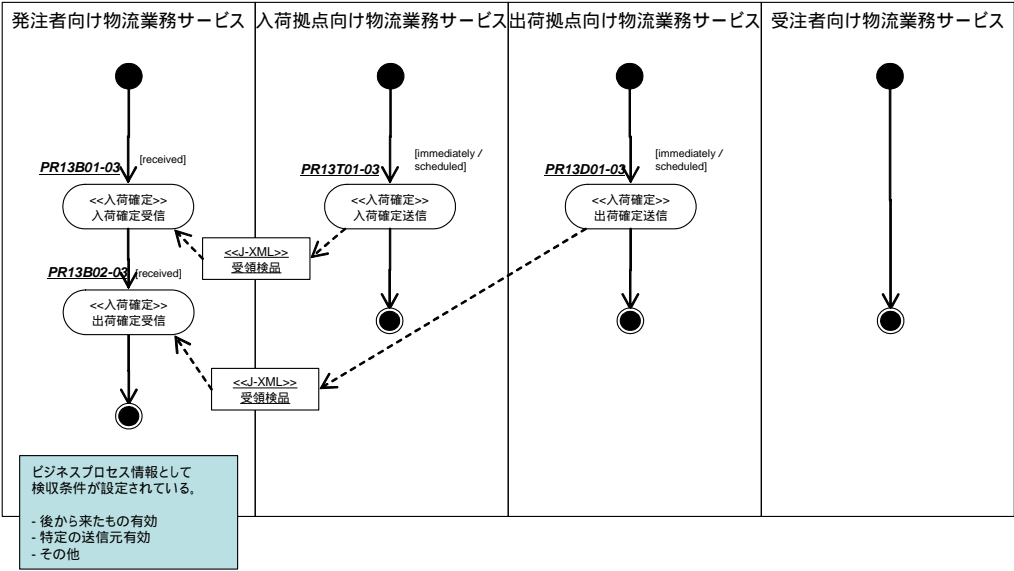 発注者向け物流業務サービス
入荷拠点向け物流業務サービス
出荷拠点向け物流業務サービス
受注者向け物流業務サービス
PR13B01-03
[received]
PR13T01-03
[immediately /
scheduled]
PR13D01-03
[immediately /
scheduled]
<<入荷確定>>
入荷確定受信
<<入荷確定>>
入荷確定送信
<<入荷確定>>
出荷確定送信
<<J-XML>>
受領検品
PR13B02-03
[received]
<<入荷確定>>
出荷確定受信
<<J-XML>>
受領検品
ビジネスプロセス情報として
検収条件が設定されている。
- 後から来たもの有効
- 特定の送信元有効
- その他